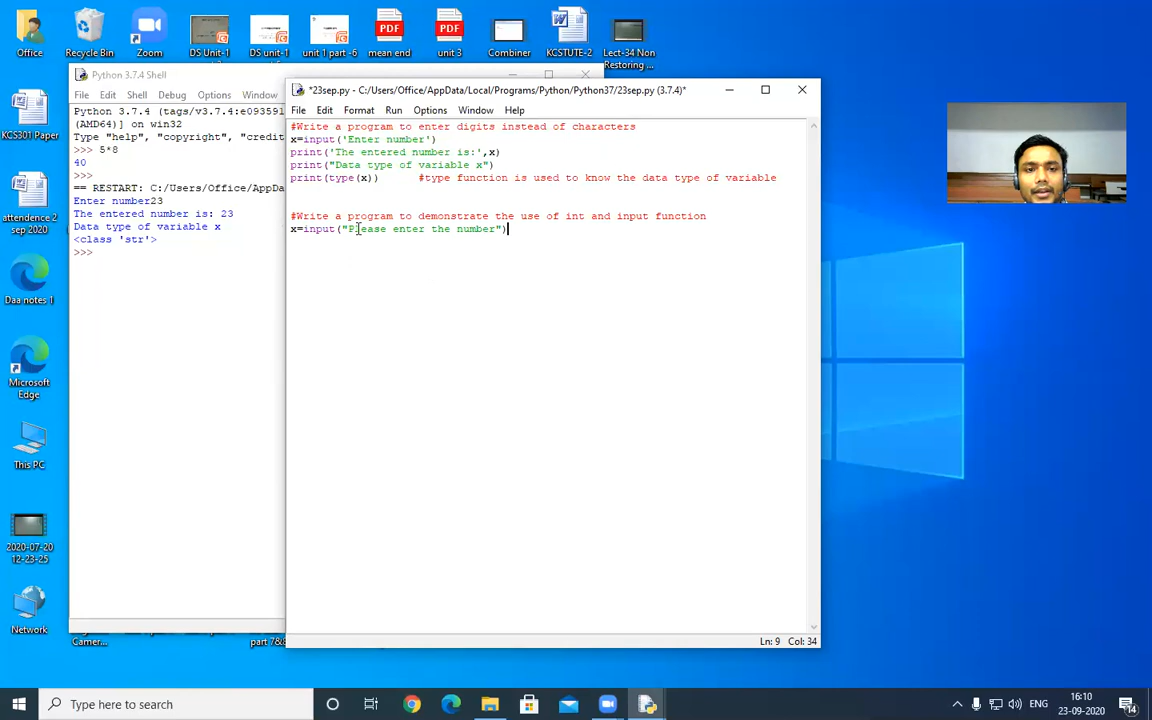 Office
Recycle Bin
Zoom
DS Unit-1
DS unit-1
unit 1 part -6
mean end
unit 3
Combiner
KCSTUTE-2
Lect-34 Non
Restoring ...
KCS301 Paper
attendence 2
sep 2020
Daa notes 1
Microsoft
Edge
This PC
2020-07-20
12-23-25
Network
Camer...
Python 3.7.4 Shell
File Edit Shell Debug Options Window
Python 3.7.4 (tags/v3.7.4:e093591
(AMD64)] on win32
Type "help", "copyright", "credit
>>> 5*8
40
>>>
== RESTART: C:/Users/Office/AppDa
Enter number23
The entered number is: 23
Data type of variable x
<class 'str'>
>>>
*23sep.py - C:/Users/Office/AppData/Local/Programs/Python/Python37/23sep.py (3.7.4)*
File Edit Format Run Options Window Help
#Write a program to enter digits instead of characters
x=input('Enter number')
print('The entered number is:',x)
print("Data type of variable x")
print(type(x)) #type function is used to know the data type of variable
#Write a program to demonstrate the use of int and input function
x=input("Please enter the number")
Ln: 9 Col: 34
Type here to search
ENG
16:10
23-09-2020
14